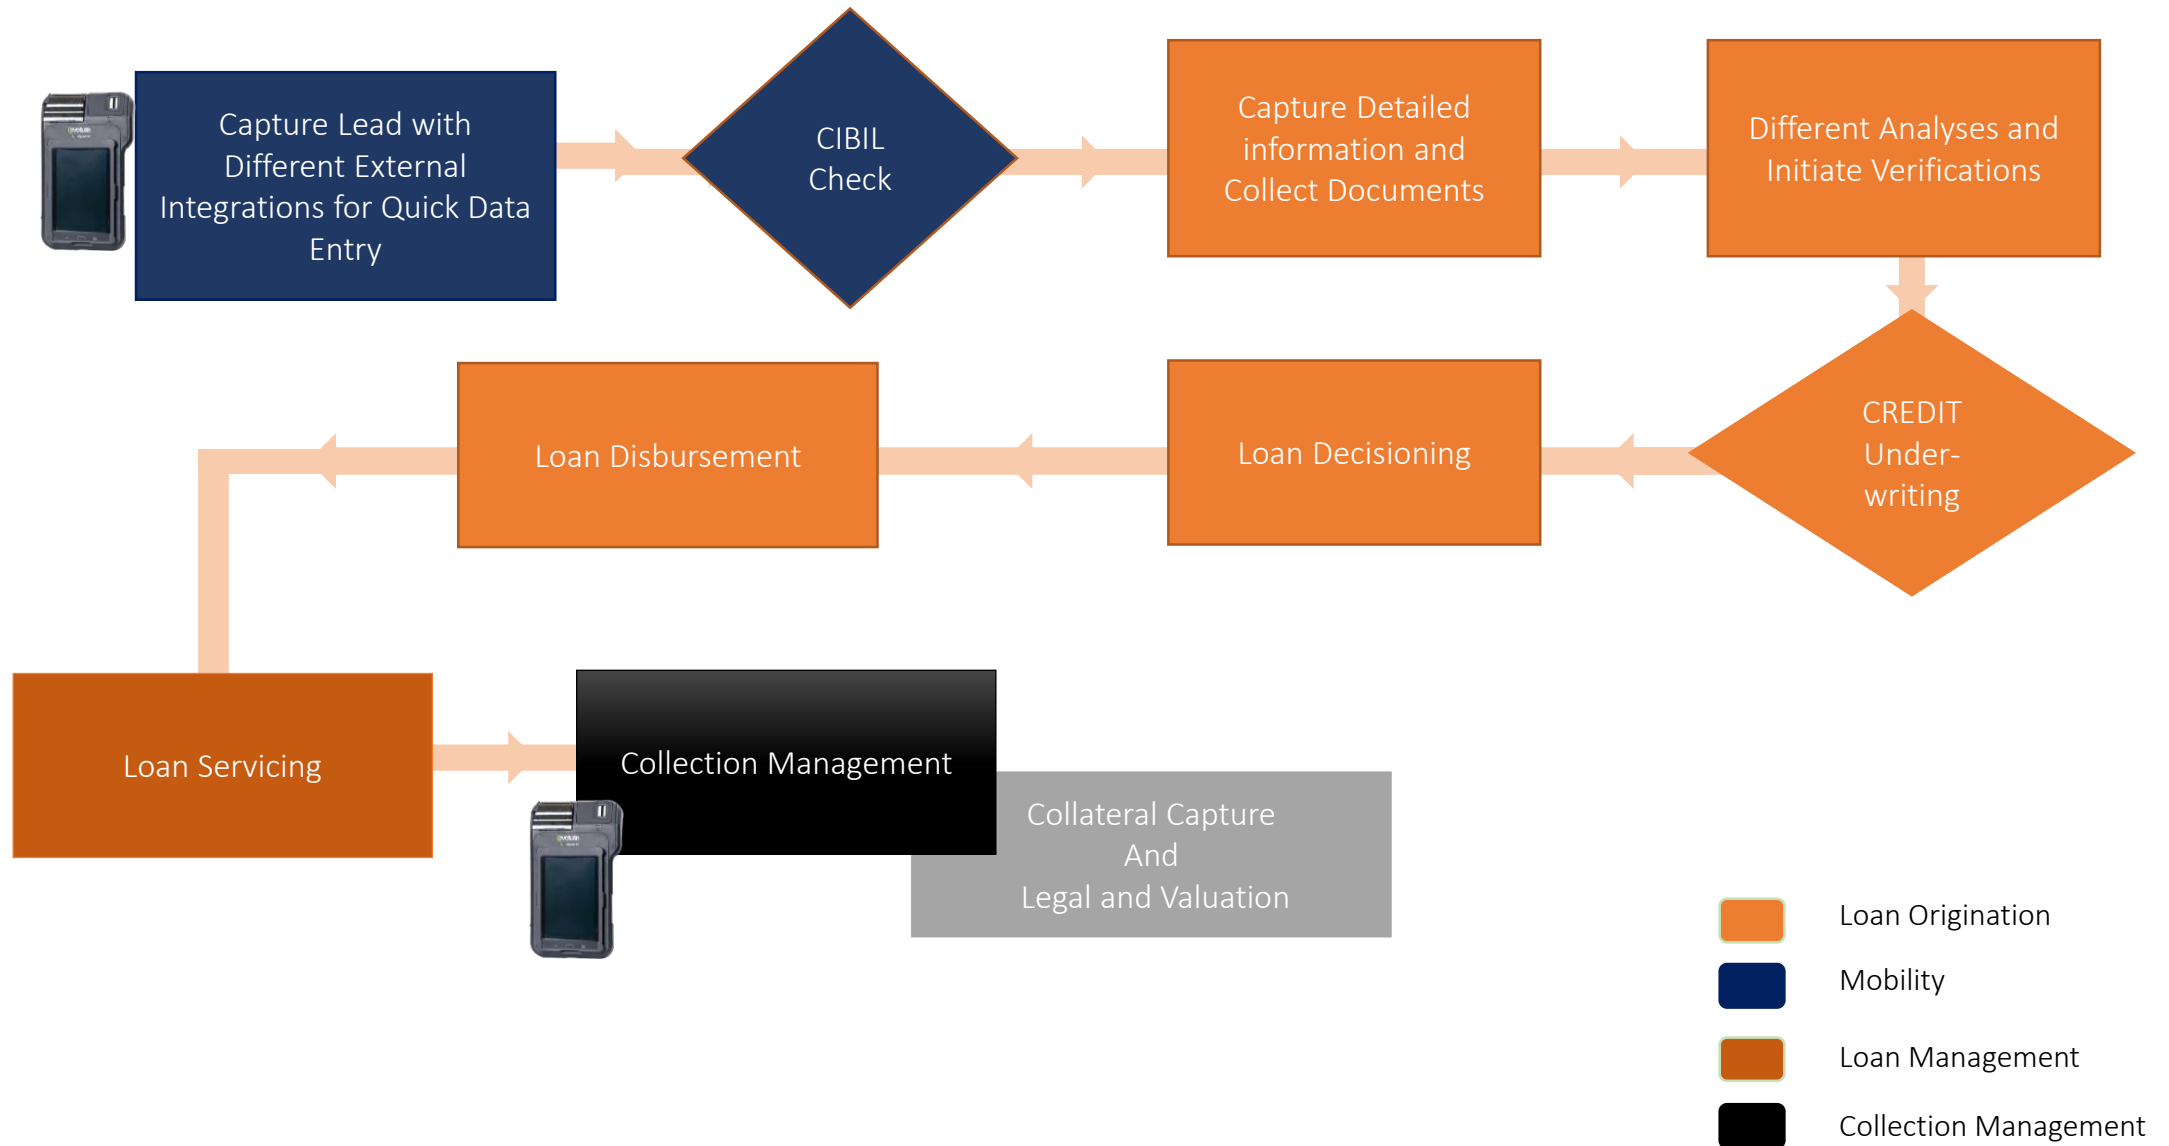 Capture Lead with
Different External
Integrations for Quick Data
Entry
CIBIL
Check
Capture Detailed
information and
Collect Documents
Different Analyses and
Initiate Verifications
CREDIT
Under-
writing
Loan Decisioning
Loan Disbursement
Loan Servicing
Collection Management
Collateral Capture
And
Legal and Valuation
Loan Origination
Mobility
Loan Management
Collection Management